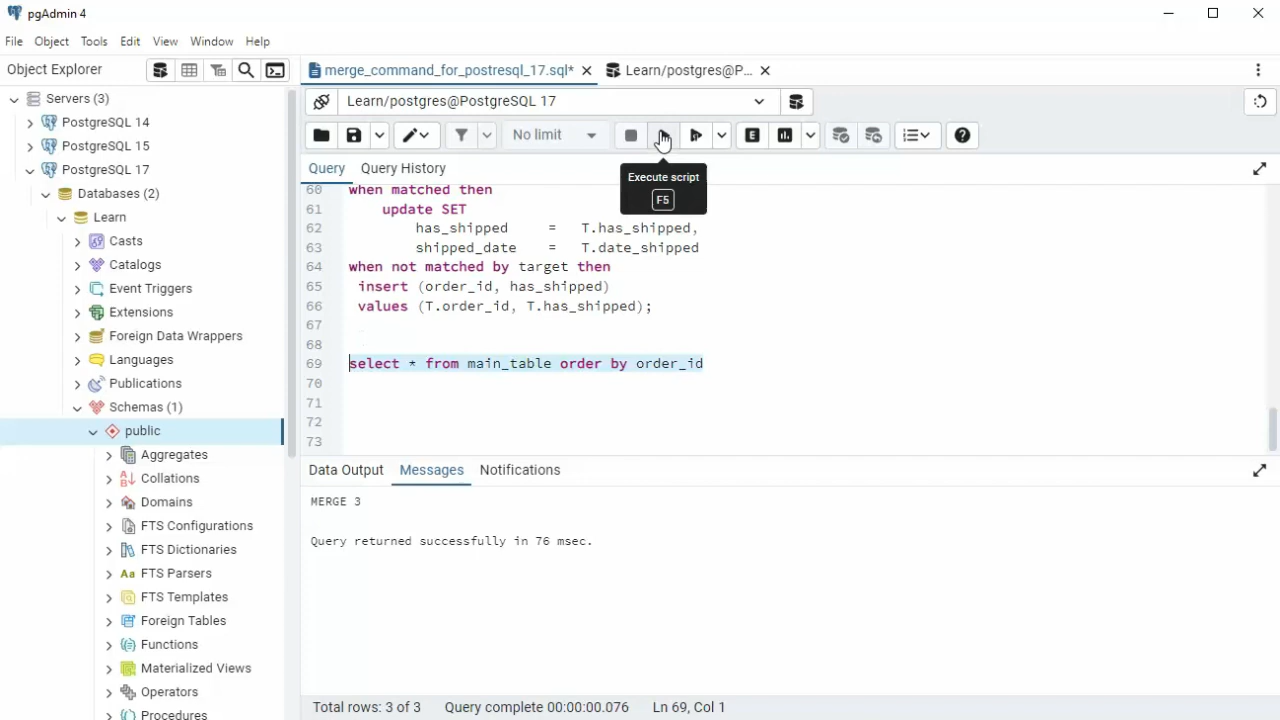 pgAdmin 4
File Object Tools Edit View Window Help
Object Explorer
merge_command_for_postresql_17.sql*
Learn/postgres@P...
Servers (3)
PostgreSQL 14
PostgreSQL 15
PostgreSQL 17
Databases (2)
Learn
Casts
Catalogs
Event Triggers
Extensions
Foreign Data Wrappers
Languages
Publications
Schemas (1)
public
Aggregates
Collations
Domains
FTS Configurations
FTS Dictionaries
FTS Parsers
FTS Templates
Foreign Tables
Functions
Materialized Views
Operators
Procedures
Learn/postgres@PostgreSQL 17
No limit
E
Query Query History
Execute script
F5
60 when matched then
61 update SET
62 has_shipped = T.has_shipped,
63 shipped_date = T.date_shipped
64 when not matched by target then
65 insert (order_id, has_shipped)
66 values (T.order_id, T.has_shipped);
67
68
69 select * from main_table order by order_id
70
71
72
73
Data Output Messages Notifications
MERGE 3
Query returned successfully in 76 msec.
Total rows: 3 of 3 Query complete 00:00:00.076 Ln 69, Col 1